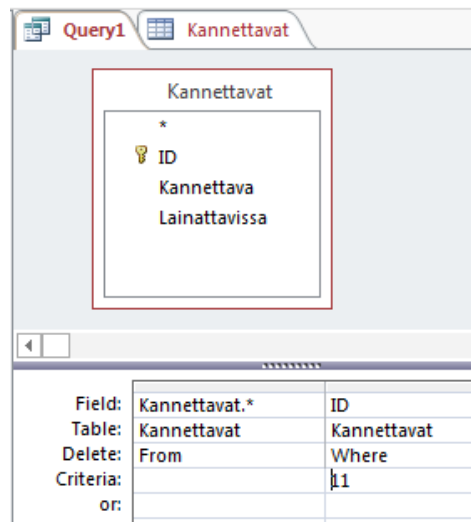 Query1 Kannettavat
Kannettavat
*
ID
Kannettava
Lainattavissa
Field: Kannettavat.* ID
Table: Kannettavat Kannettavat
Delete: From Where
Criteria: 11
or: